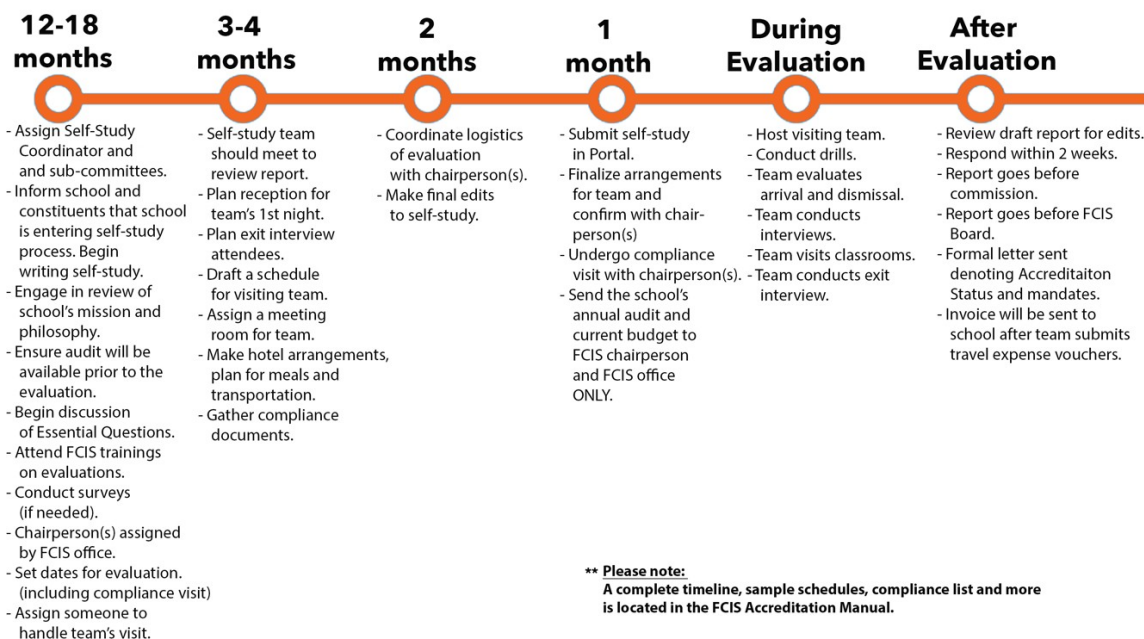 12-18
months
- Assign Self-Study
Coordinator and
and sub-committees.
- Inform school and
constituents that school
is entering self-study
process. Begin
writing self-study.
- Engage in review of
school's mission and
philosophy.
- Ensure audit will be
available prior to the
evaluation.
- Begin discussion
of Essential Questions.
- Attend FCIS trainings
on evaluations.
- Conduct surveys
(if needed).
- Chairperson(s) assigned
by FCIS office.
- Set dates for evaluation.
(including compliance visit)
- Assign someone to
handle team's visit.
3-4
months
- Self-study team
should meet to
review report.
- Plan reception for
team's 1st night.
- Plan exit interview
attendees.
- Draft a schedule
for visiting team.
- Assign a meeting
room for team.
- Make hotel arrangements,
plan for meals and
transportation.
- Gather compliance
documents.
2
months
- Coordinate logistics
of evaluation
with chairperson(s).
- Make final edits
to self-study.
1
month
- Submit self-study
in Portal.
- Finalize arrangements
for team and
confirm with chair-
person(s)
- Undergo compliance
visit with chairperson(s).
- Send the school's
annual audit and
current budget to
FCIS chairperson
and FCIS office
ONLY.
During
Evaluation
- Host visiting team.
- Conduct drills.
- Team evaluates
arrival and dismissal.
- Team conducts
interviews.
- Team visits classrooms.
- Team conducts exit
interview.
After
Evaluation
- Review draft report for edits.
- Respond within 2 weeks.
- Report goes before
commission.
- Report goes before FCIS
Board.
- Formal letter sent
denoting Accreditaiton
Status and mandates.
- Invoice will be sent to
school after team submits
travel expense vouchers.
** Please note:
A complete timeline, sample schedules, compliance list and more
is located in the FCIS Accreditation Manual.